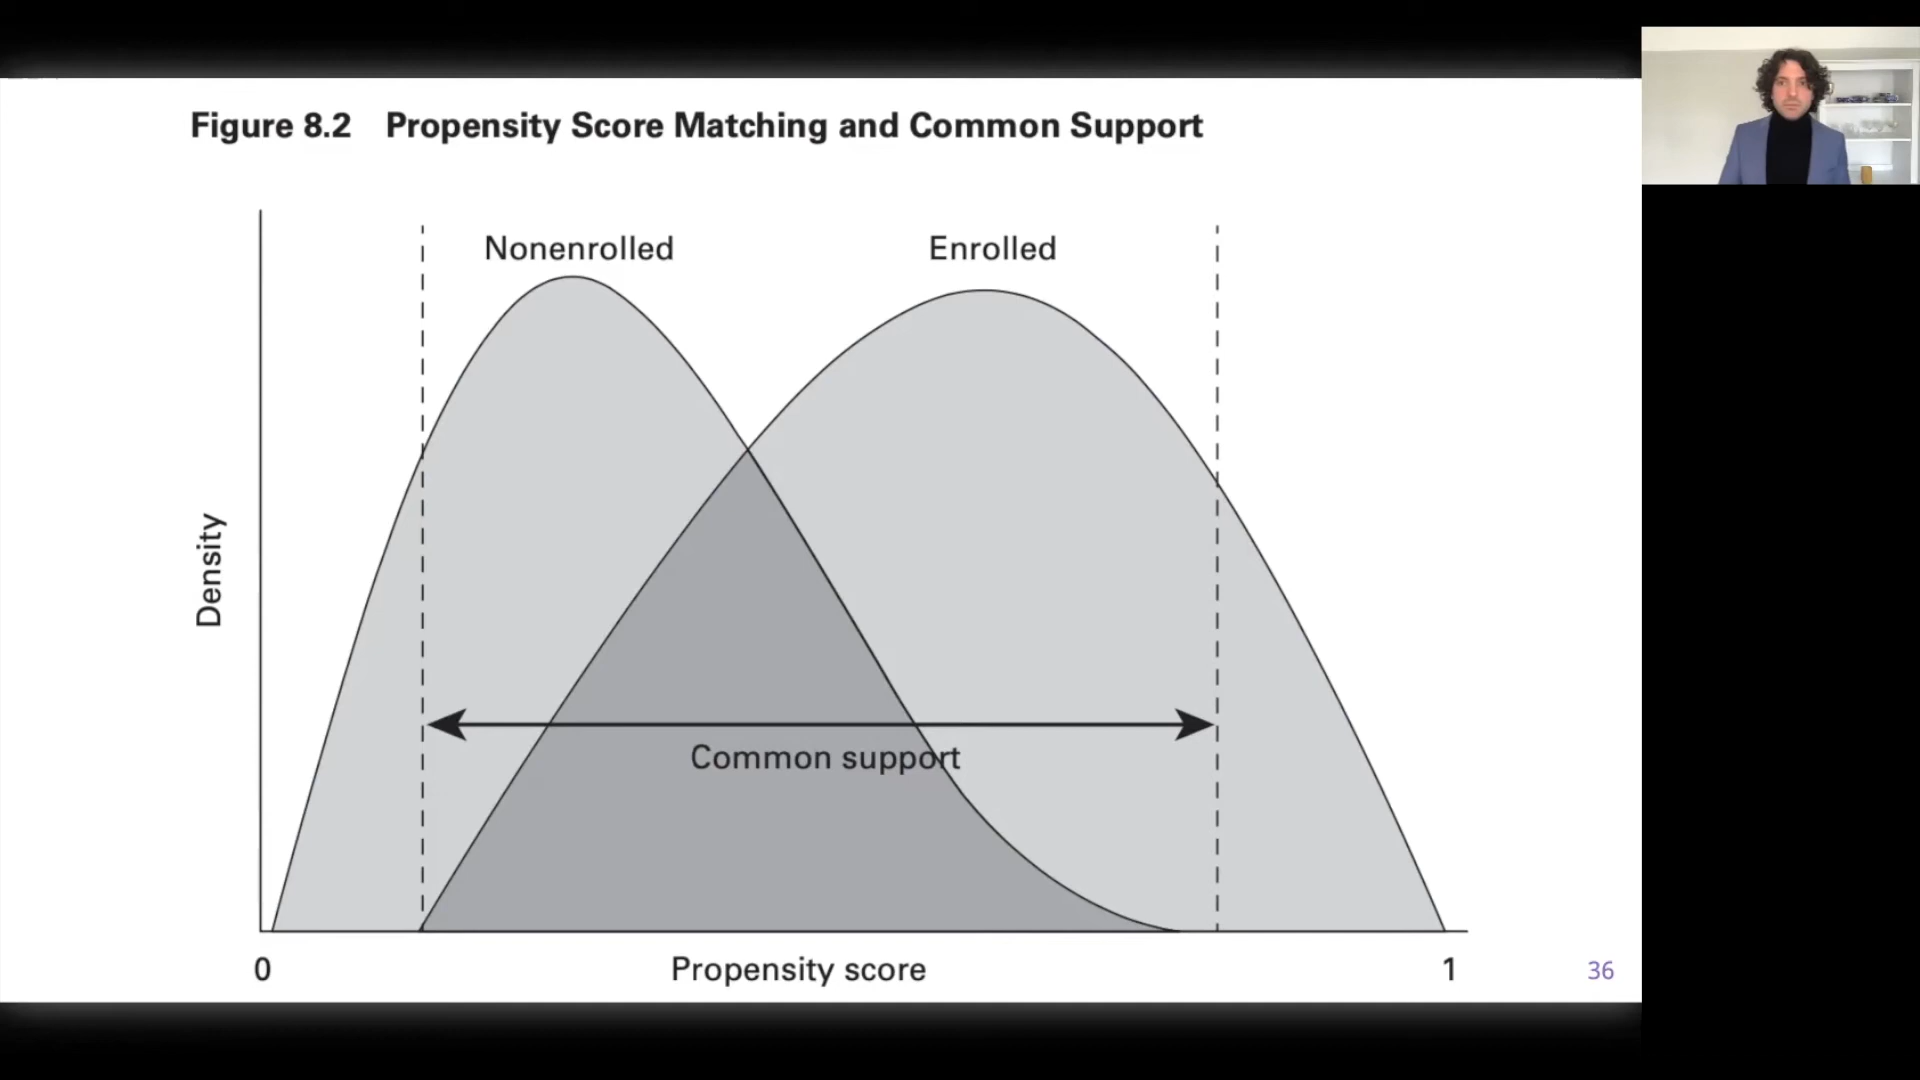 Figure 8.2 Propensity Score Matching and Common Support
Nonenrolled
Enrolled
Density
Common support
0
Propensity score
1
36